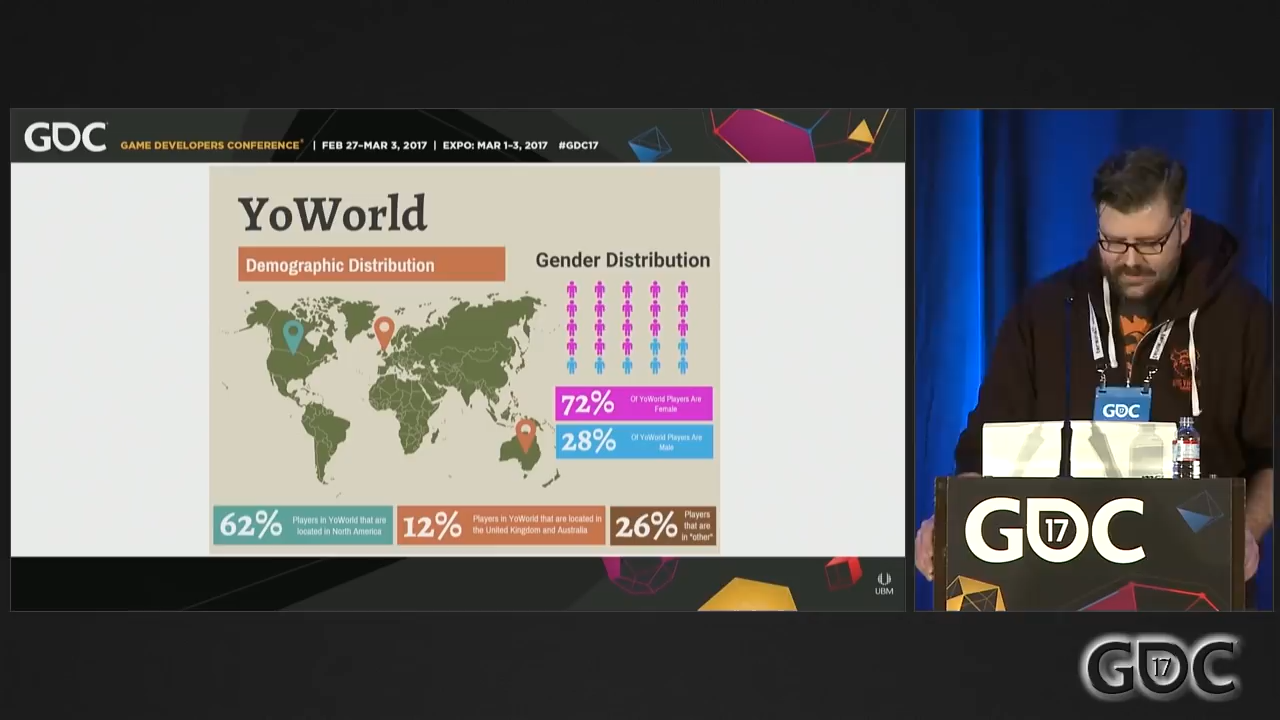 GDC
GAME DEVELOPERS CONFERENCE® | FEB 27–MAR 3, 2017 | EXPO: MAR 1–3, 2017 #GDC17
YoWorld
Demographic Distribution
Gender Distribution
72%
Of YoWorld Players Are
Female
28%
Of YoWorld Players Are
Male
62%
Players in YoWorld that are
located in North America
12%
Players in YoWorld that are located in
the United Kingdom and Australia
26%
Players
that are
in "other"
UBM
GDC
GDC
17
GDC
17